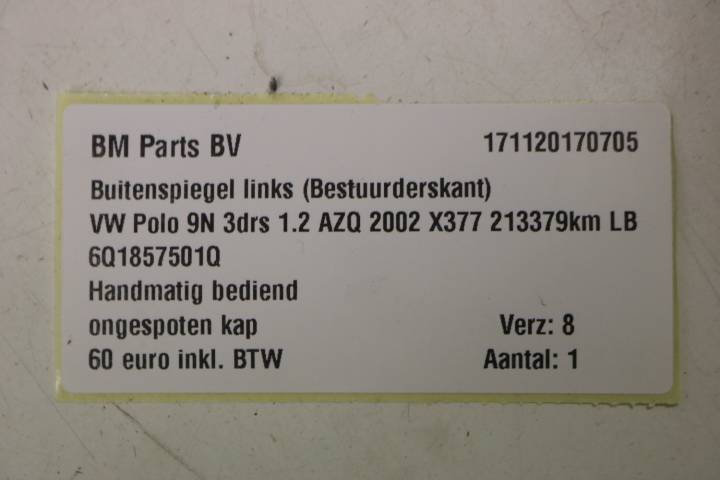 BM Parts BV 171120170705
Buitenspiegel links (Bestuurderskant)
VW Polo 9N 3drs 1.2 AZQ 2002 X377 213379km LB
6Q1857501Q
Handmatig bediend
ongespoten kap Verz: 8
60 euro inkl. BTW Aantal: 1